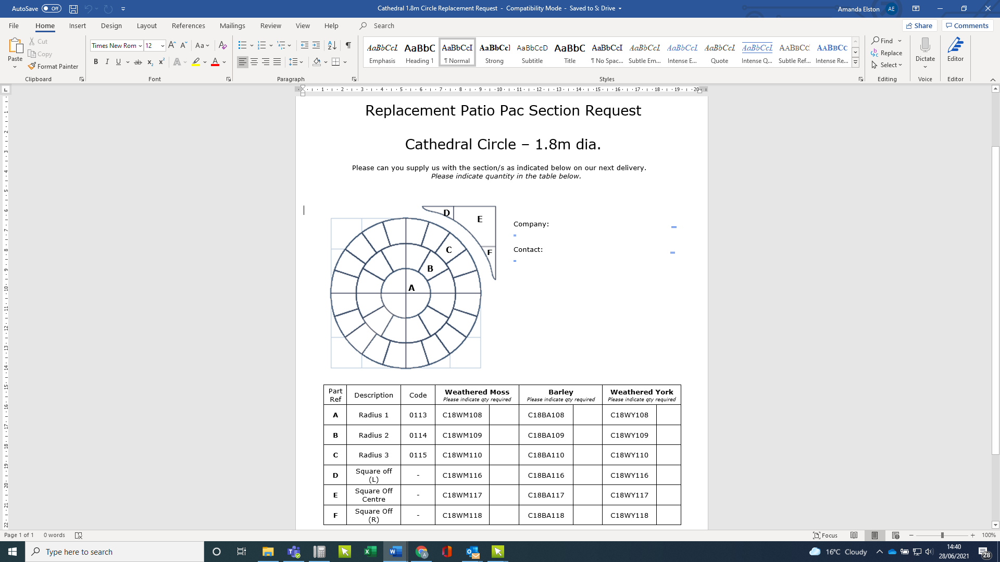 AutoSave Off
Cathedral 1.8m Circle Replacement Request - Compatibility Mode - Saved to S: Drive
Amanda Elston AE
File Home Insert Design Layout References Mailings Review View Help Search
Share Comments
Paste
Cut
Copy
Format Painter
Clipboard
Times New Rom 12
Font
Paragraph
AaBbCcI Emphasis
AaBbC Heading 1
AaBbCcI ¶ Normal
AaBbCcI Strong
AaBbCcD Subtitle
AaBbC Title
AaBbCcI ¶ No Spac...
AaBbCcI Subtle Em...
AaBbCcI Intense E...
AaBbCcI Quote
AaBbCcI Intense Q...
AaBbCc Subtle Ref...
AaBbCc Intense Re...
Styles
Find
Replace
Select
Editing
Dictate
Voice
Editor
Editor
Replacement Patio Pac Section Request
Cathedral Circle – 1.8m dia.
Please can you supply us with the section/s as indicated below on our next delivery.
Please indicate quantity in the table below.
D
E
C
F
B
A
Company:
Contact:
Part Ref Description Code Weathered Moss Please indicate qty required Barley Please indicate qty required Weathered York Please indicate qty required
A Radius 1 0113 C18WM108 C18BA108 C18WY108
B Radius 2 0114 C18WM109 C18BA109 C18WY109
C Radius 3 0115 C18WM110 C18BA110 C18WY110
D Square off (L) - C18WM116 C18BA116 C18WY116
E Square Off Centre - C18WM117 C18BA117 C18WY117
F Square Off (R) - C18WM118 C18BA118 C18WY118
Page 1 of 1 0 words
Focus
100%
Type here to search
16°C Cloudy
14:40
28/06/2021
28